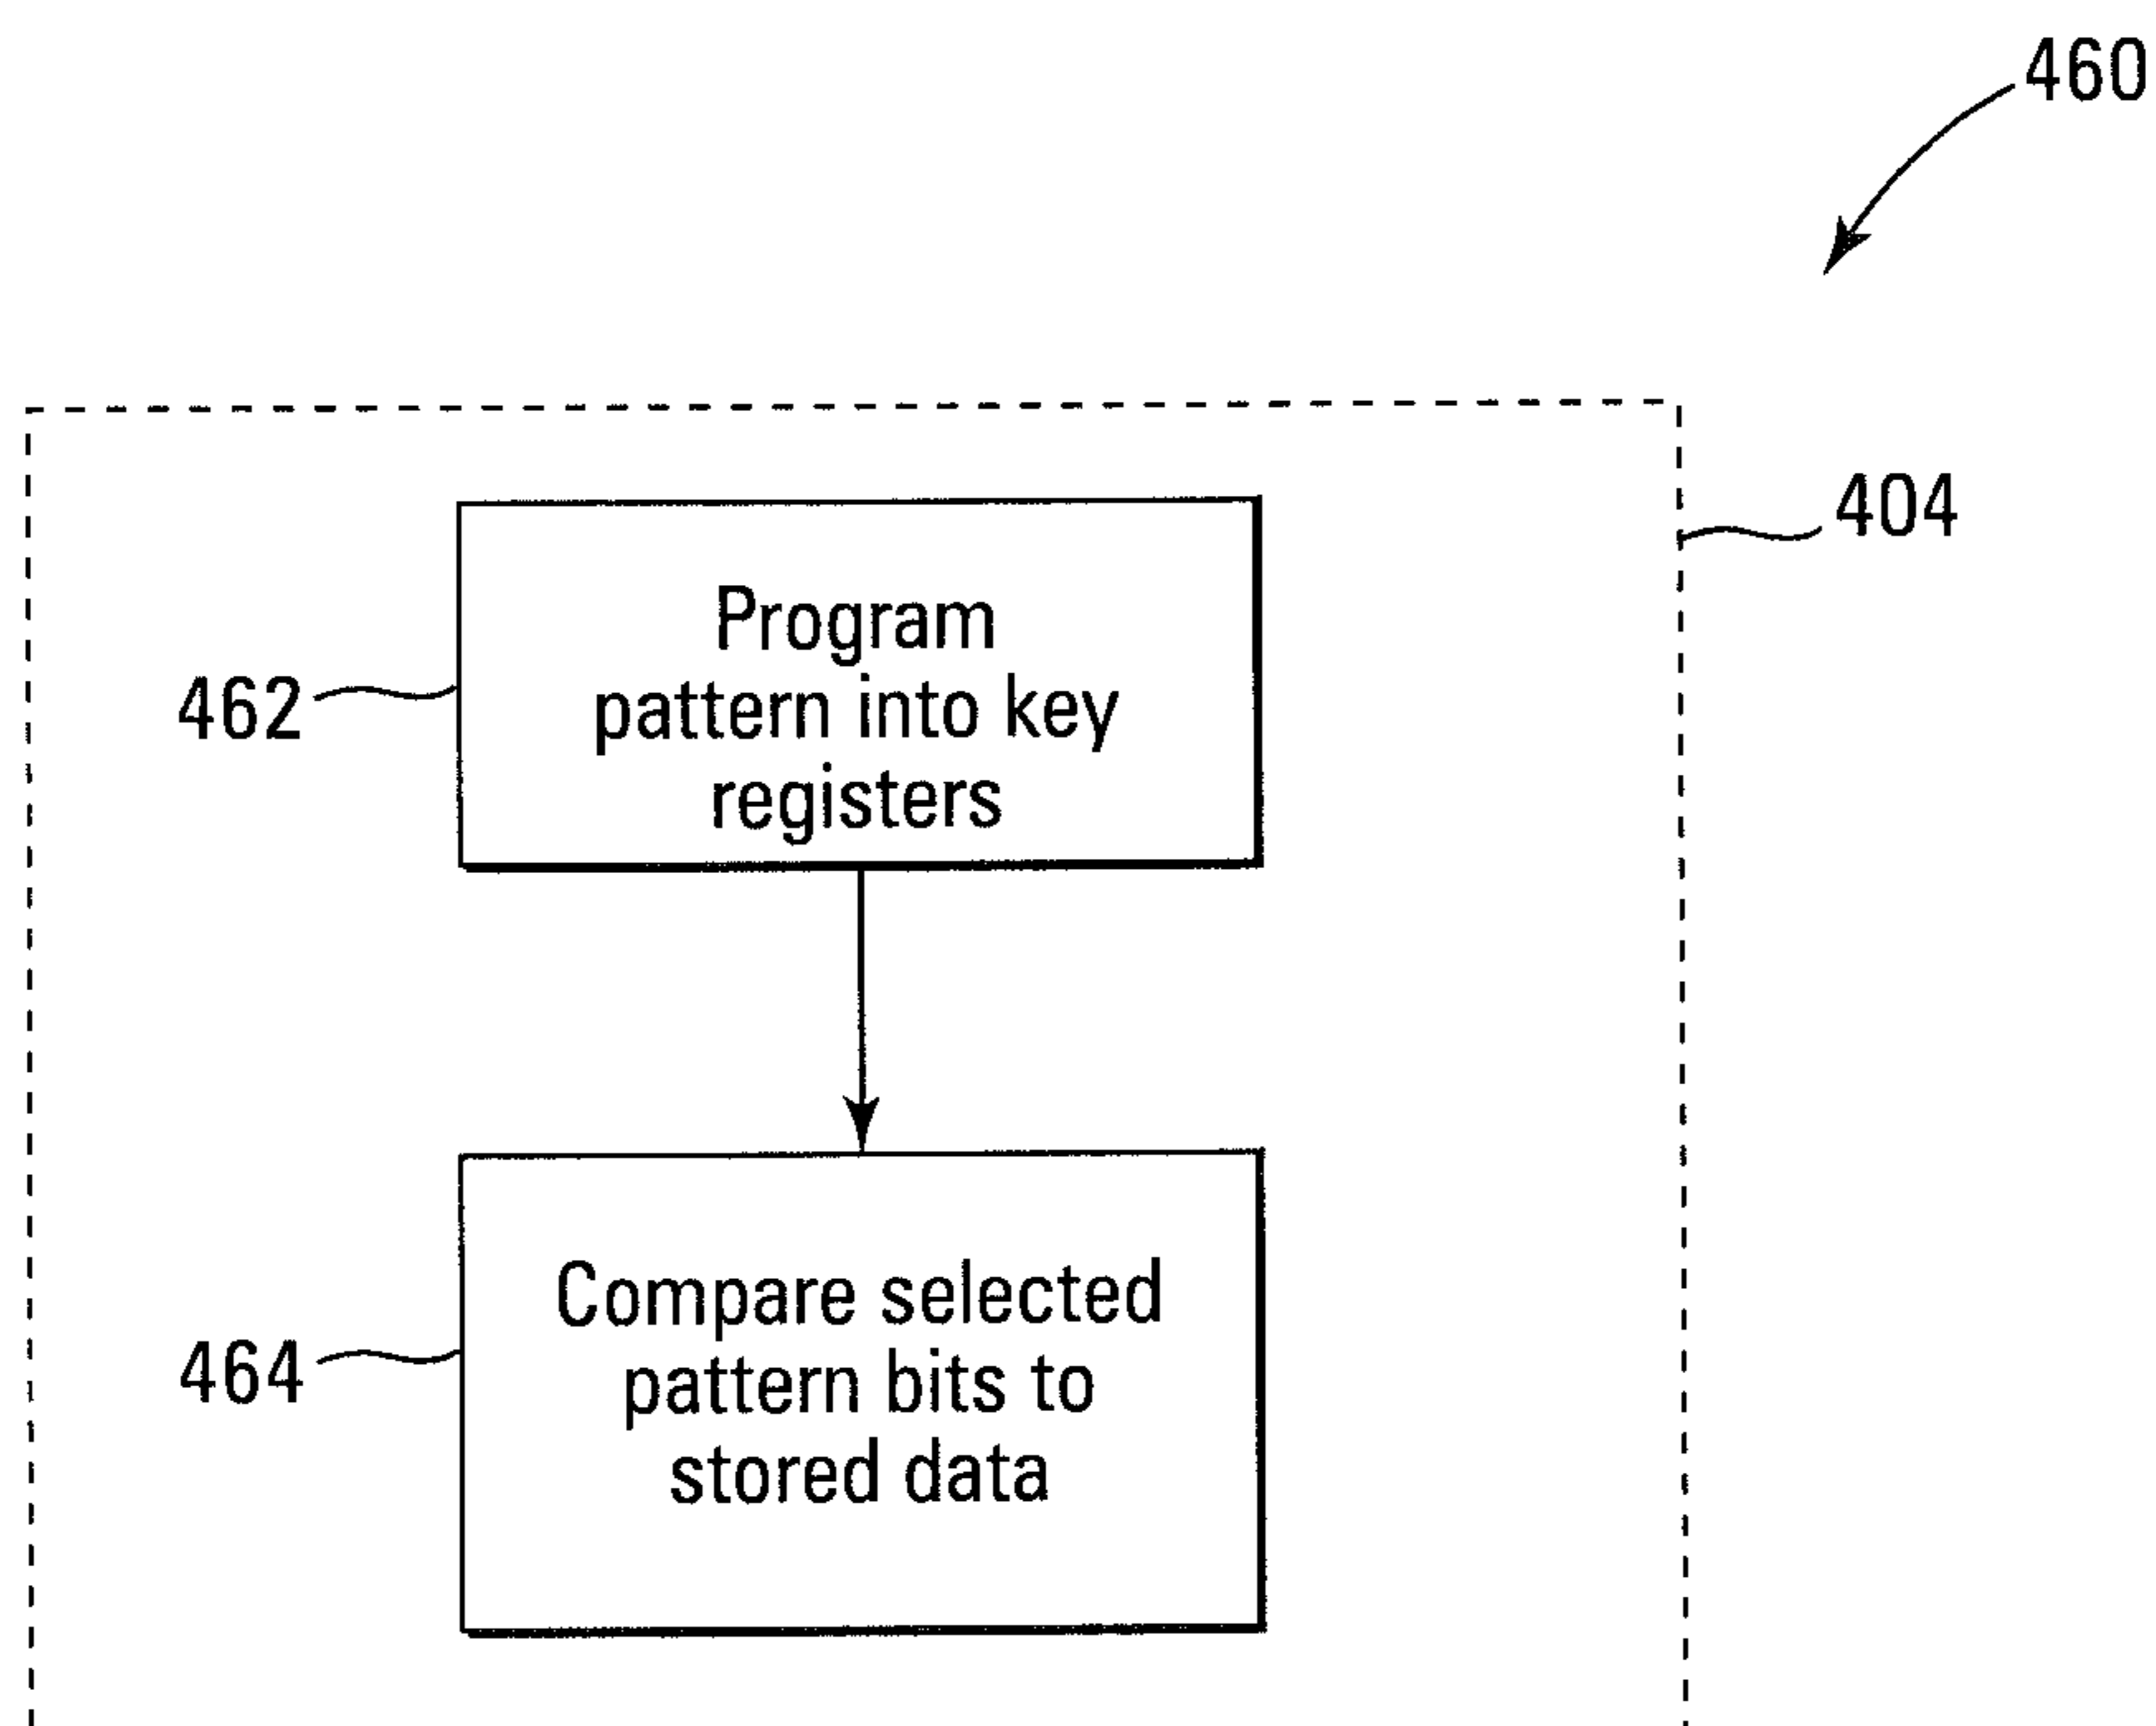 460
404
Program
pattern into key
registers
462
Compare selected
pattern bits to
stored data
464